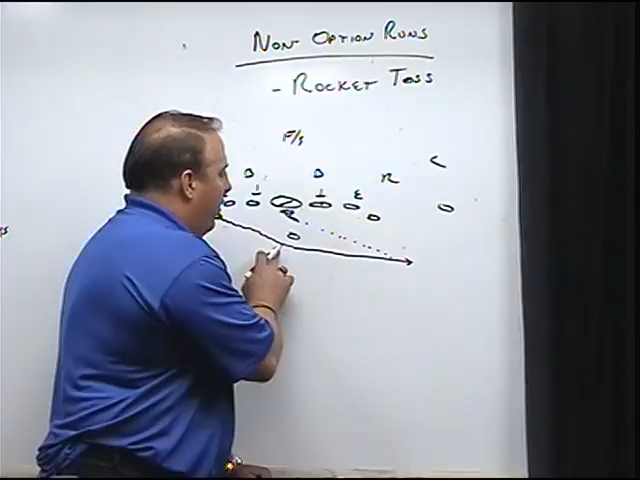 NON-OPTION RUNS
- ROCKET TOSS
F/S
C
B B R
E